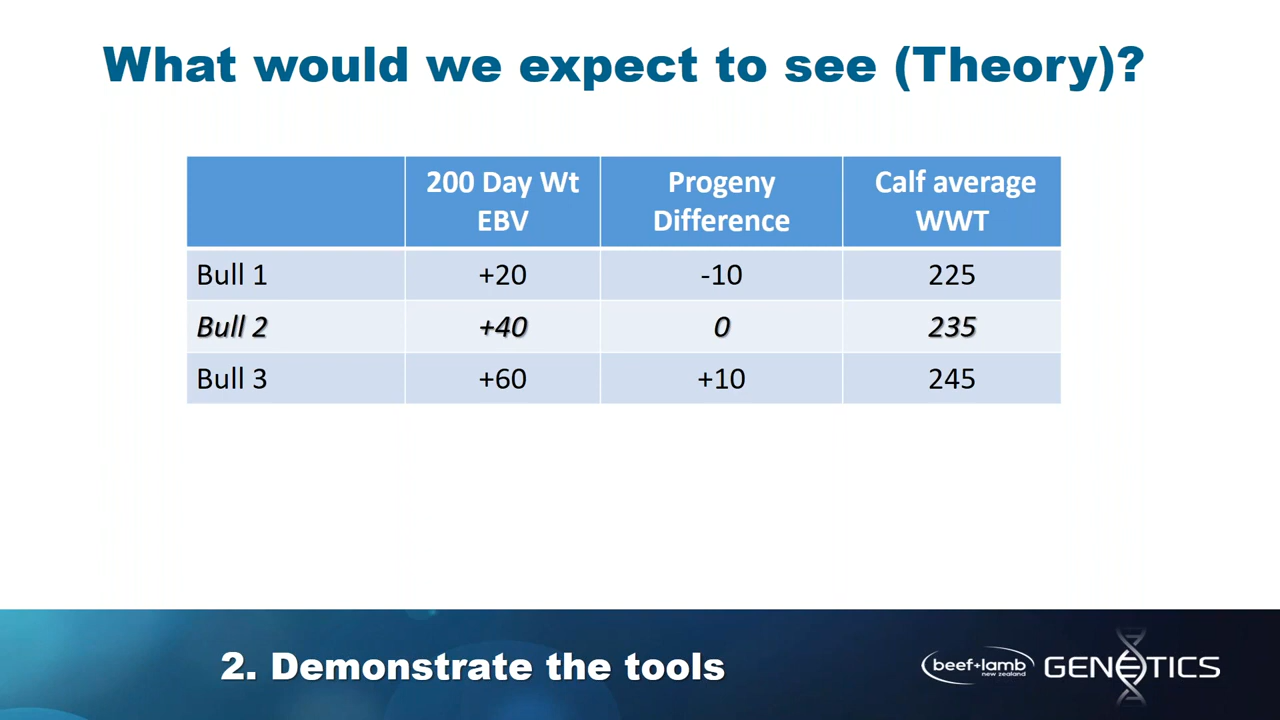 What would we expect to see (Theory)?
200 Day Wt EBV Progeny Difference Calf average WWT
Bull 1 +20 -10 225
Bull 2 +40 0 235
Bull 3 +60 +10 245
2. Demonstrate the tools
beef+lamb
new zealand
GENETICS